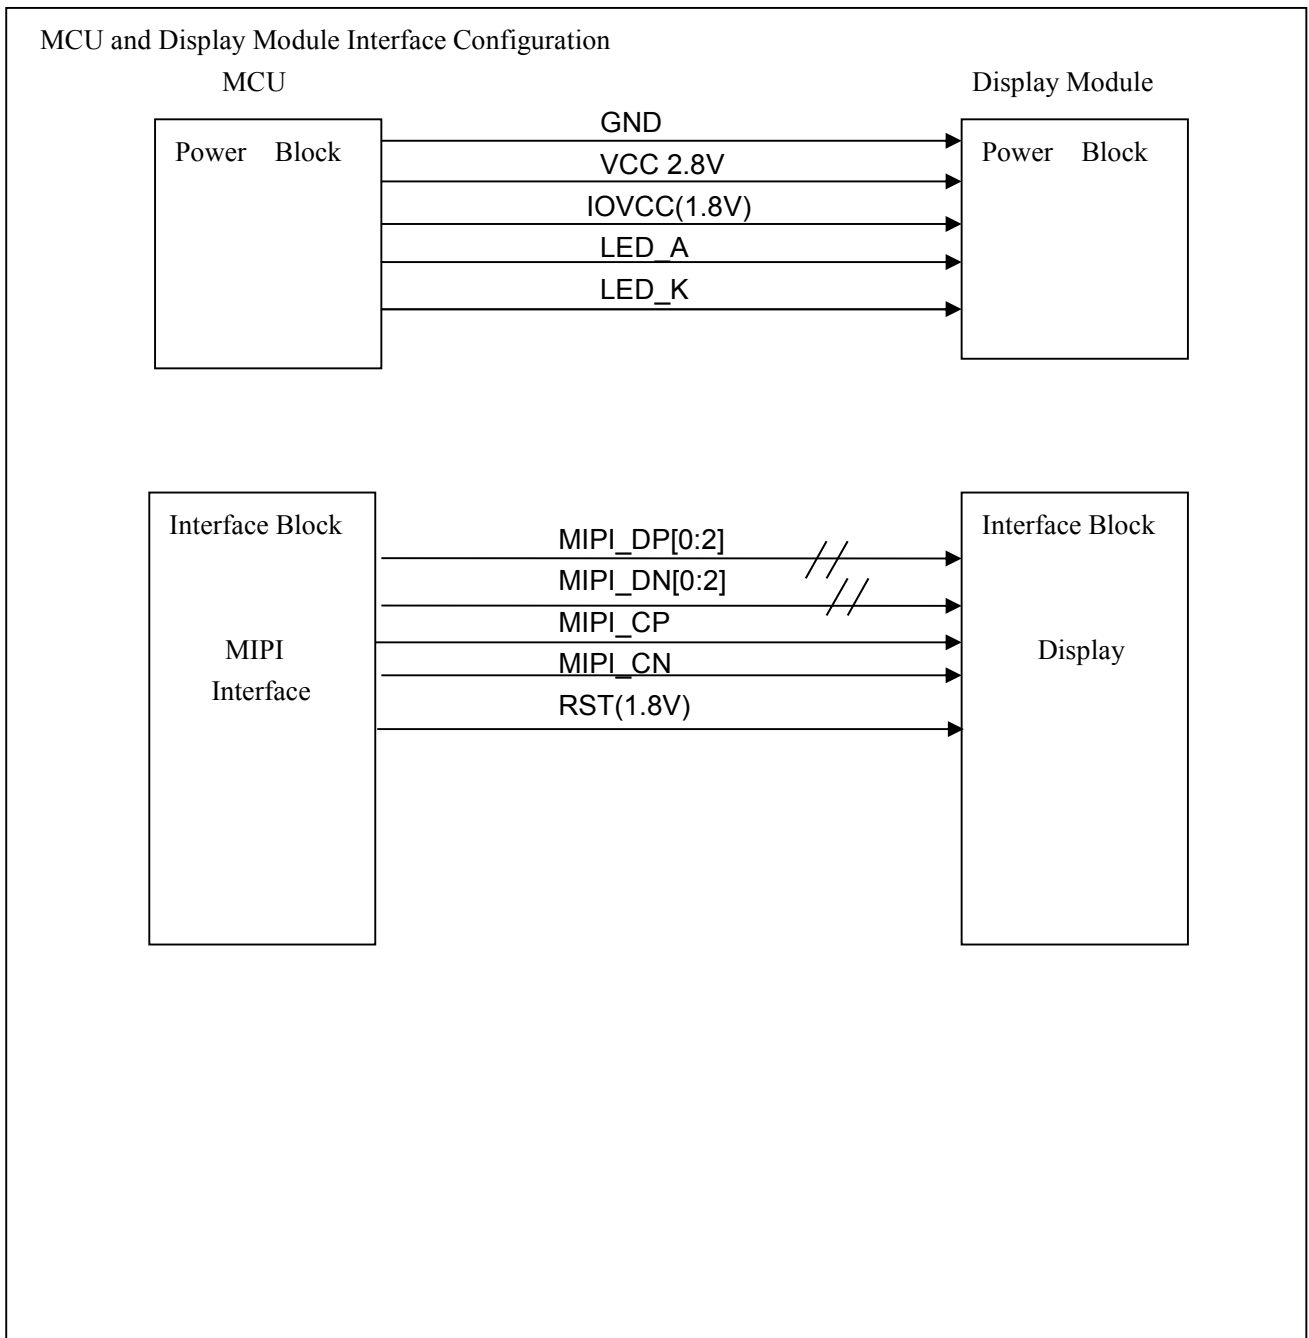 MCU and Display Module Interface Configuration
MCU Display Module
Power Block
GND
VCC 2.8V
IOVCC(1.8V)
LED_A
LED_K
Power Block
Interface Block
MIPI
Interface
MIPI_DP[0:2]
MIPI_DN[0:2]
MIPI_CP
MIPI_CN
RST(1.8V)
Interface Block
Display